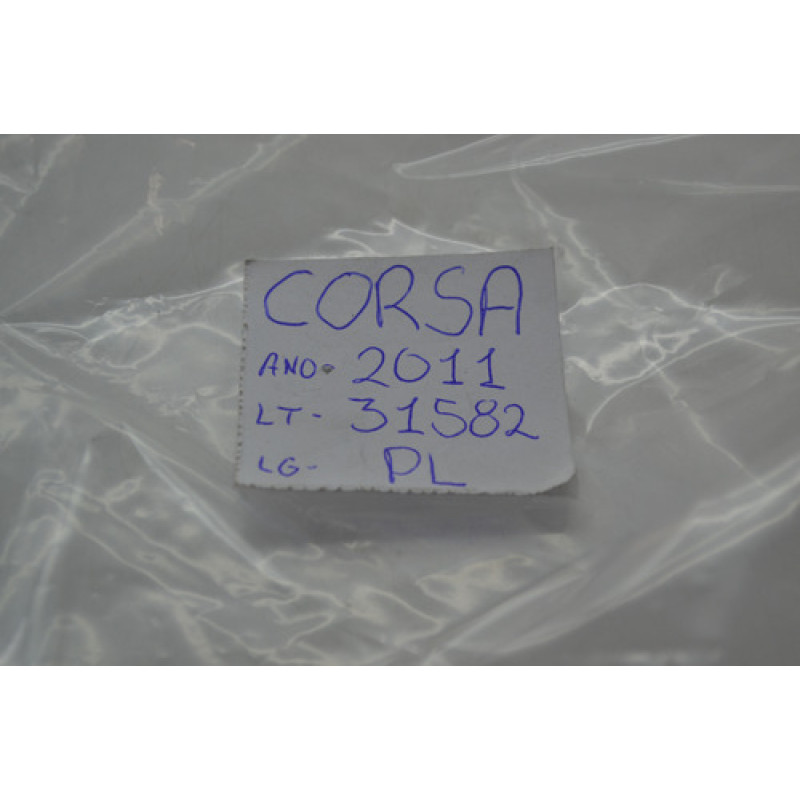 CORSA
ANO- 2011
LT- 31582
LG- PL